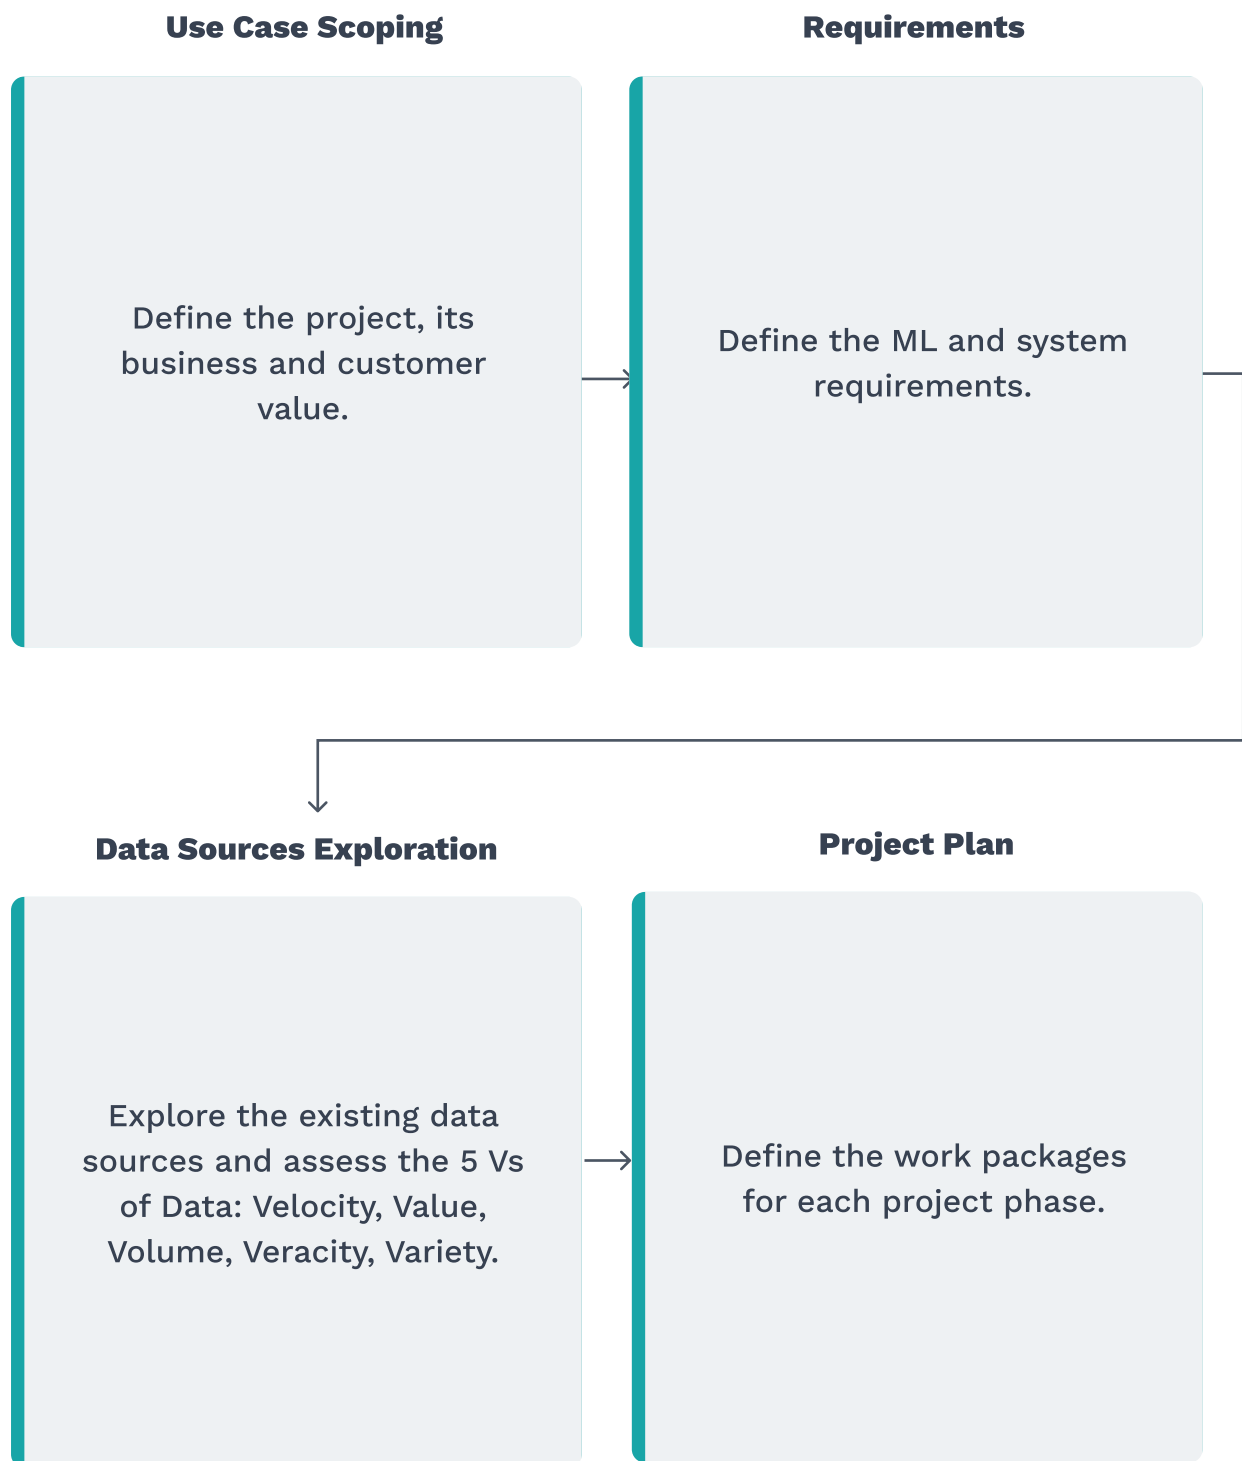 Use Case Scoping
Define the project, its
business and customer
value.
Requirements
Define the ML and system
requirements.
Data Sources Exploration
Explore the existing data
sources and assess the 5 Vs
of Data: Velocity, Value,
Volume, Veracity, Variety.
Project Plan
Define the work packages
for each project phase.